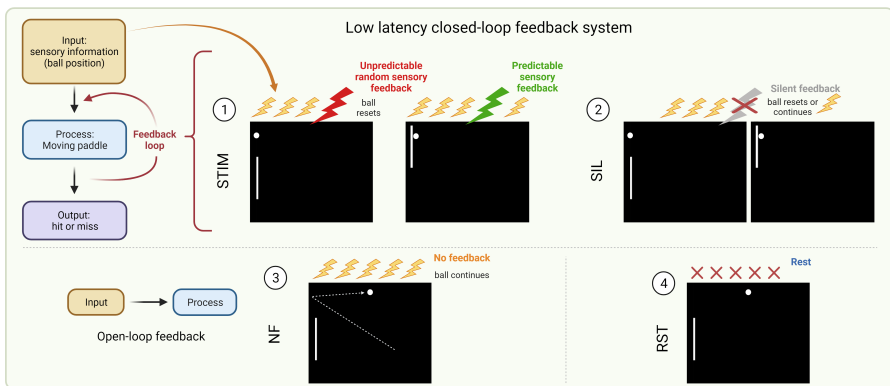 Low latency closed-loop feedback system
Input:
sensory information
(ball position)
Process:
Moving paddle
Feedback
loop
Output:
hit or miss
1
STIM
Unpredictable
random sensory
feedback
ball
resets
Predictable
sensory
feedback
2
SIL
Silent feedback
ball resets or
continues
Input
Process
Open-loop feedback
3
NF
No feedback
ball continues
4
RST
Rest